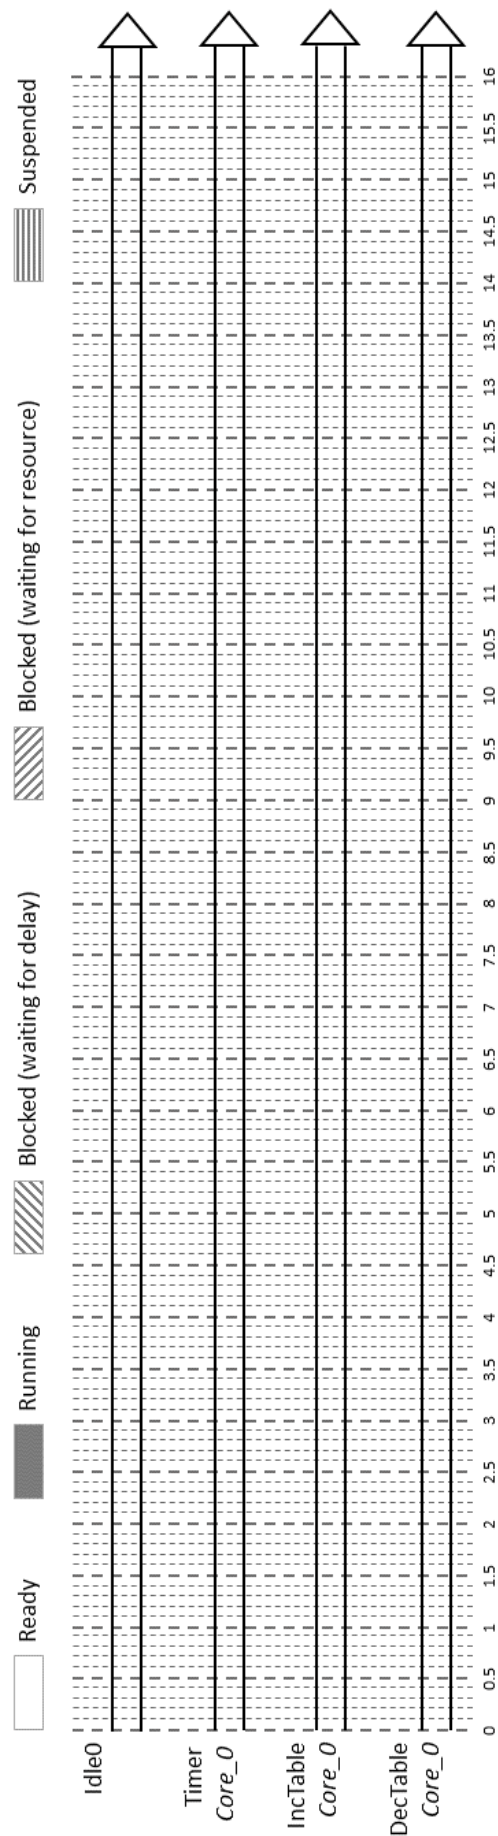 Ready
Running
Blocked (waiting for delay)
Blocked (waiting for resource)
Suspended
Idle0
Timer
Core_0
IncTable
Core_0
DecTable
Core_0
0 0.5 1 1.5 2 2.5 3 3.5 4 4.5 5 5.5 6 6.5 7 7.5 8 8.5 9 9.5 10 10.5 11 11.5 12 12.5 13 13.5 14 14.5 15 15.5 16